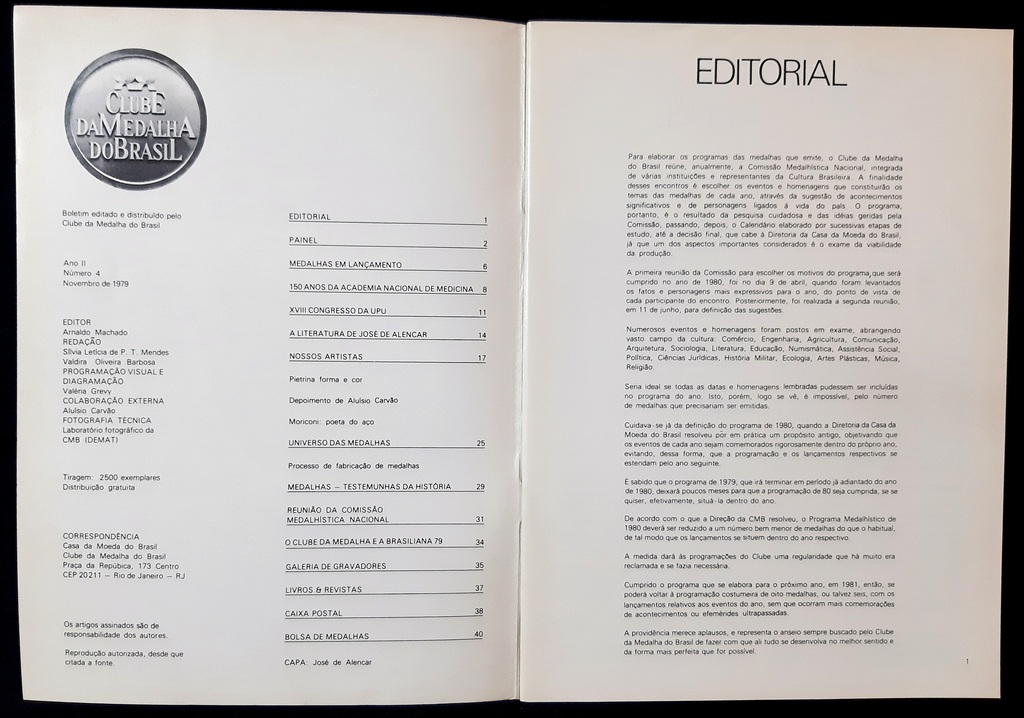 CLUBE
DA MEDALHA
DO BRASIL
Boletim editado e distribuído pelo
Clube da Medalha do Brasil
Ano II
Número 4
Novembro de 1979
EDITOR
Arnaldo Machado
REDAÇÃO
Sílvia Letícia de P. T. Mendes
Valdira Oliveira Barbosa
PROGRAMAÇÃO VISUAL E
DIAGRAMAÇÃO
Valéria Grevy
COLABORAÇÃO EXTERNA
Aluísio Carvão
FOTOGRAFIA TÉCNICA
Laboratório fotográfico da
CMB (DEMAT)
Tiragem: 2500 exemplares
Distribuição gratuita
CORRESPONDÊNCIA
Casa da Moeda do Brasil
Clube da Medalha do Brasil
Praça da República, 173 Centro
CEP 20211 — Rio de Janeiro — RJ
Os artigos assinados são de
responsabilidade dos autores.
Reprodução autorizada, desde que
citada a fonte.
EDITORIAL 1
PAINEL 2
MEDALHAS EM LANÇAMENTO 6
150 ANOS DA ACADEMIA NACIONAL DE MEDICINA 8
XVIII CONGRESSO DA UPU 11
A LITERATURA DE JOSÉ DE ALENCAR 14
NOSSOS ARTISTAS 17
Pietrina forma e cor
Depoimento de Aluísio Carvão
Moriconi: poeta do aço
UNIVERSO DAS MEDALHAS 25
Processo de fabricação de medalhas
MEDALHAS — TESTEMUNHAS DA HISTÓRIA 29
REUNIÃO DA COMISSÃO
MEDALHÍSTICA NACIONAL 31
O CLUBE DA MEDALHA E A BRASILIANA 79 34
GALERIA DE GRAVADORES 35
LIVROS & REVISTAS 37
CAIXA POSTAL 38
BOLSA DE MEDALHAS 40
CAPA: José de Alencar
EDITORIAL
Para elaborar os programas das medalhas que emite, o Clube da Medalha
do Brasil reúne, anualmente, a Comissão Medalhística Nacional, integrada
de várias instituições e representantes da Cultura Brasileira. A finalidade
desses encontros é escolher os eventos e homenagens que constituirão os
temas das medalhas de cada ano, através da sugestão de acontecimentos
significativos e de personagens ligados à vida do país. O programa,
portanto, é o resultado da pesquisa cuidadosa e das idéias geridas pela
Comissão, passando, depois, o Calendário elaborado por sucessivas etapas de
estudo, até a decisão final, que cabe à Diretoria da Casa da Moeda do Brasil,
já que um dos aspectos importantes considerados é o exame da viabilidade
da produção.
A primeira reunião da Comissão para escolher os motivos do programa, que será
cumprido no ano de 1980, foi no dia 9 de abril, quando foram levantados
os fatos e personagens mais expressivos para o ano, do ponto de vista de
cada participante do encontro. Posteriormente, foi realizada a segunda reunião,
em 11 de junho, para definição das sugestões.
Numerosos eventos e homenagens foram postos em exame, abrangendo
vasto campo da cultura: Comércio, Engenharia, Agricultura, Comunicação,
Arquitetura, Sociologia, Literatura, Educação, Numismática, Assistência Social,
Política, Ciências Jurídicas, História Militar, Ecologia, Artes Plásticas, Música,
Religião.
Seria ideal se todas as datas e homenagens lembradas pudessem ser incluídas
no programa do ano. Isto, porém, logo se vê, é impossível, pelo número
de medalhas que precisariam ser emitidas.
Cuidava-se já da definição do programa de 1980, quando a Diretoria da Casa da
Moeda do Brasil resolveu pôr em prática um propósito antigo, objetivando que
os eventos de cada ano sejam comemorados rigorosamente dentro do próprio ano,
evitando, dessa forma, que a programação e os lançamentos respectivos se
estendam pelo ano seguinte.
É sabido que o programa de 1979, que irá terminar em período já adiantado do ano
de 1980, deixará poucos meses para que a programação de 80 seja cumprida, se se
quiser, efetivamente, situá-la dentro do ano.
De acordo com o que a Direção da CMB resolveu, o Programa Medalhístico de
1980 deverá ser reduzido a um número bem menor de medalhas do que o habitual,
de tal modo que os lançamentos se situem dentro do ano respectivo.
A medida dará às programações do Clube uma regularidade que há muito era
reclamada e se fazia necessária.
Cumprido o programa que se elabora para o próximo ano, em 1981, então, se
poderá voltar à programação costumeira de oito medalhas, ou talvez seis, com os
lançamentos relativos aos eventos do ano, sem que ocorram mais comemorações
de acontecimentos ou efemérides ultrapassadas.
A providência merece aplausos, e representa o anseio sempre buscado pelo Clube
da Medalha do Brasil de fazer com que ali tudo se desenvolva no melhor sentido e
da forma mais perfeita que for possível.
1